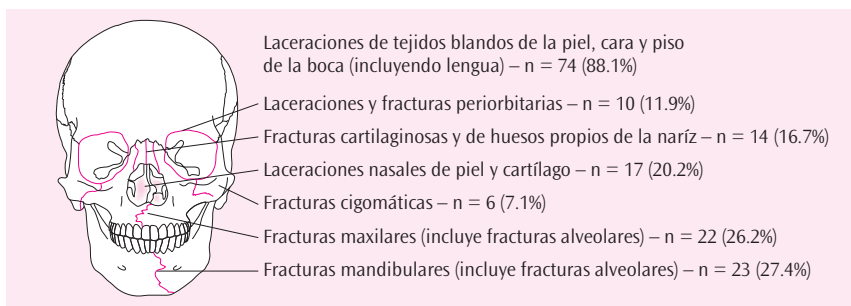 Laceraciones de tejidos blandos de la piel, cara y piso
de la boca (incluyendo lengua) – n = 74 (88.1%)
Laceraciones y fracturas periorbitarias – n = 10 (11.9%)
Fracturas cartilaginosas y de huesos propios de la naríz – n = 14 (16.7%)
Laceraciones nasales de piel y cartílago – n = 17 (20.2%)
Fracturas cigomáticas – n = 6 (7.1%)
Fracturas maxilares (incluye fracturas alveolares) – n = 22 (26.2%)
Fracturas mandibulares (incluye fracturas alveolares) – n = 23 (27.4%)